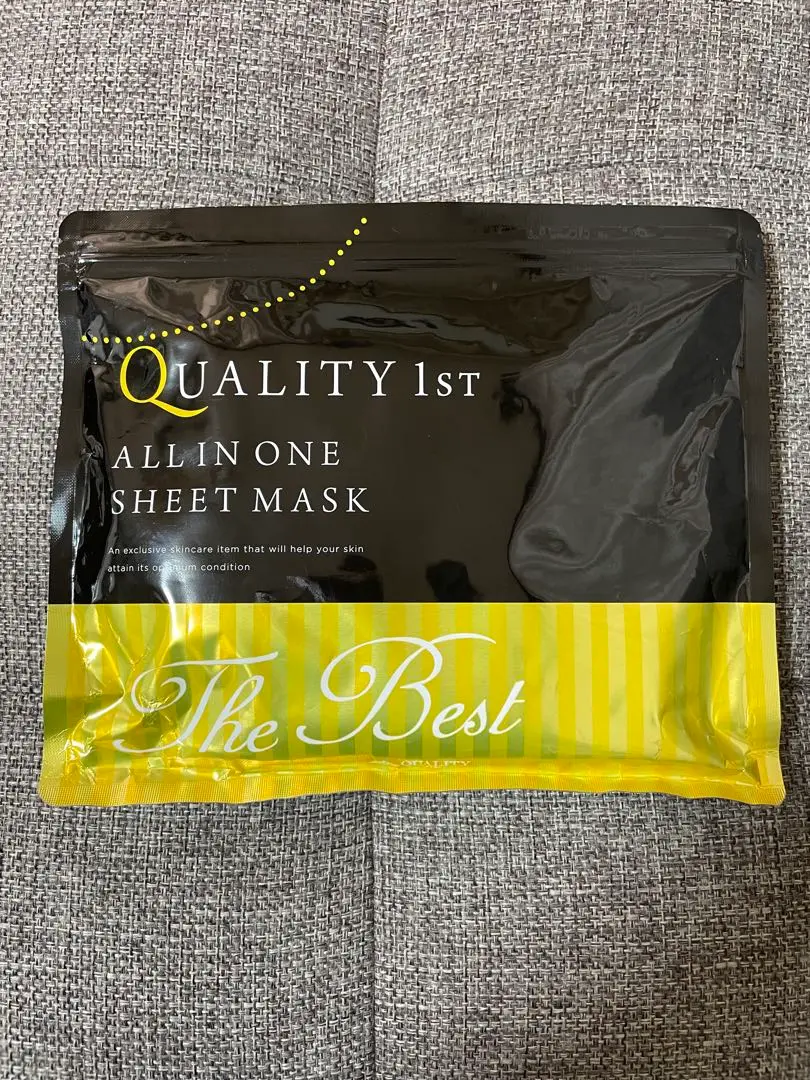 QUALITY 1ST
ALL IN ONE
SHEET MASK
An exclusive skincare item that will help your skin
attain its optimum condition
The Best
QUALITY